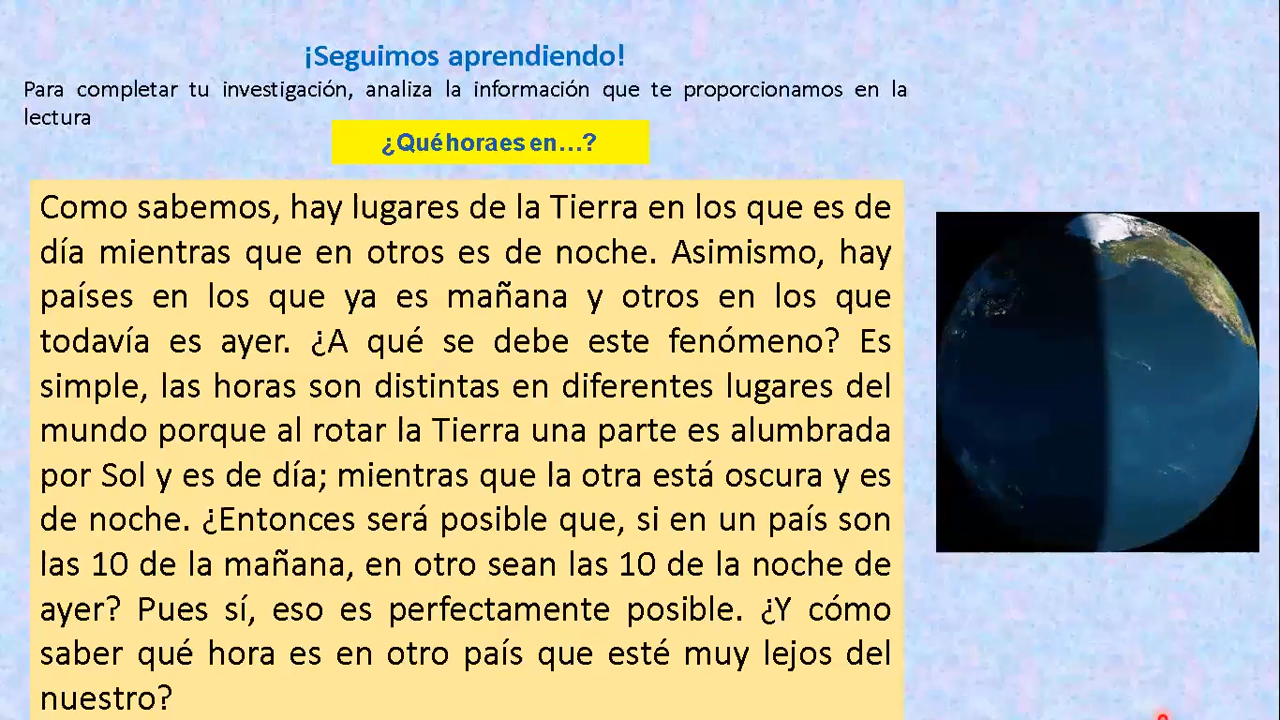 ¡Seguimos aprendiendo!
Para completar tu investigación, analiza la información que te proporcionamos en la
lectura
¿Qué hora es en...?
Como sabemos, hay lugares de la Tierra en los que es de
día mientras que en otros es de noche. Asimismo, hay
países en los que ya es mañana y otros en los que
todavía es ayer. ¿A qué se debe este fenómeno? Es
simple, las horas son distintas en diferentes lugares del
mundo porque al rotar la Tierra una parte es alumbrada
por Sol y es de día; mientras que la otra está oscura y es
de noche. ¿Entonces será posible que, si en un país son
las 10 de la mañana, en otro sean las 10 de la noche de
ayer? Pues sí, eso es perfectamente posible. ¿Y cómo
saber qué hora es en otro país que esté muy lejos del
nuestro?